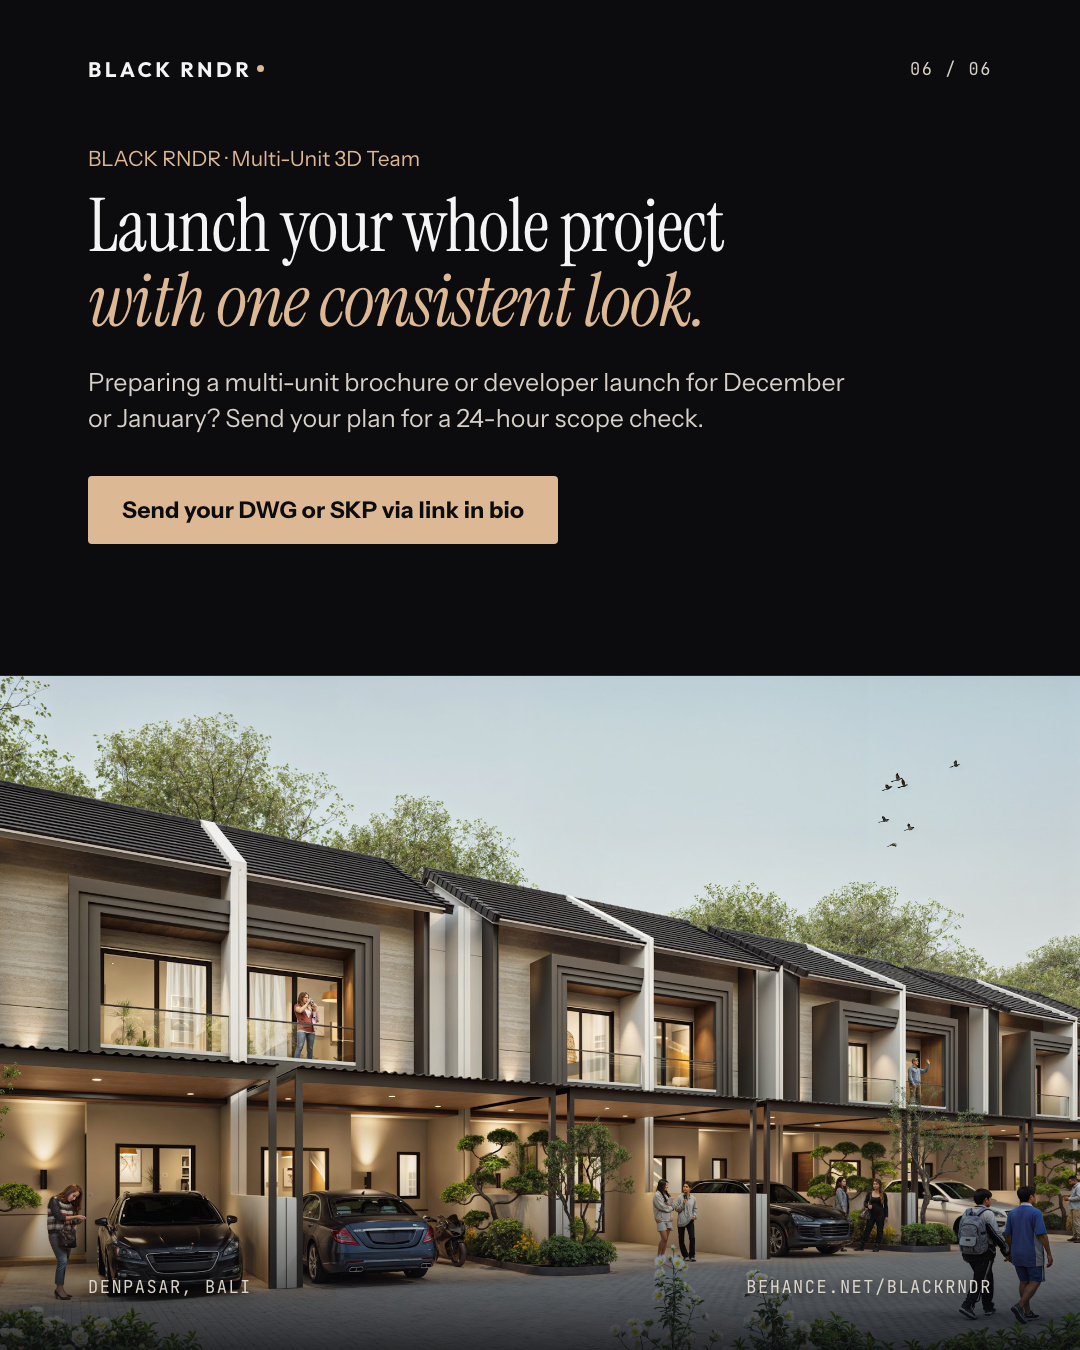 BLACK RNDR
06 / 06
BLACK RNDR · Multi-Unit 3D Team
Launch your whole project
with one consistent look.
Preparing a multi-unit brochure or developer launch for December
or January? Send your plan for a 24-hour scope check.
Send your DWG or SKP via link in bio
DENPASAR, BALI
BEHANCE.NET/BLACKRNDR